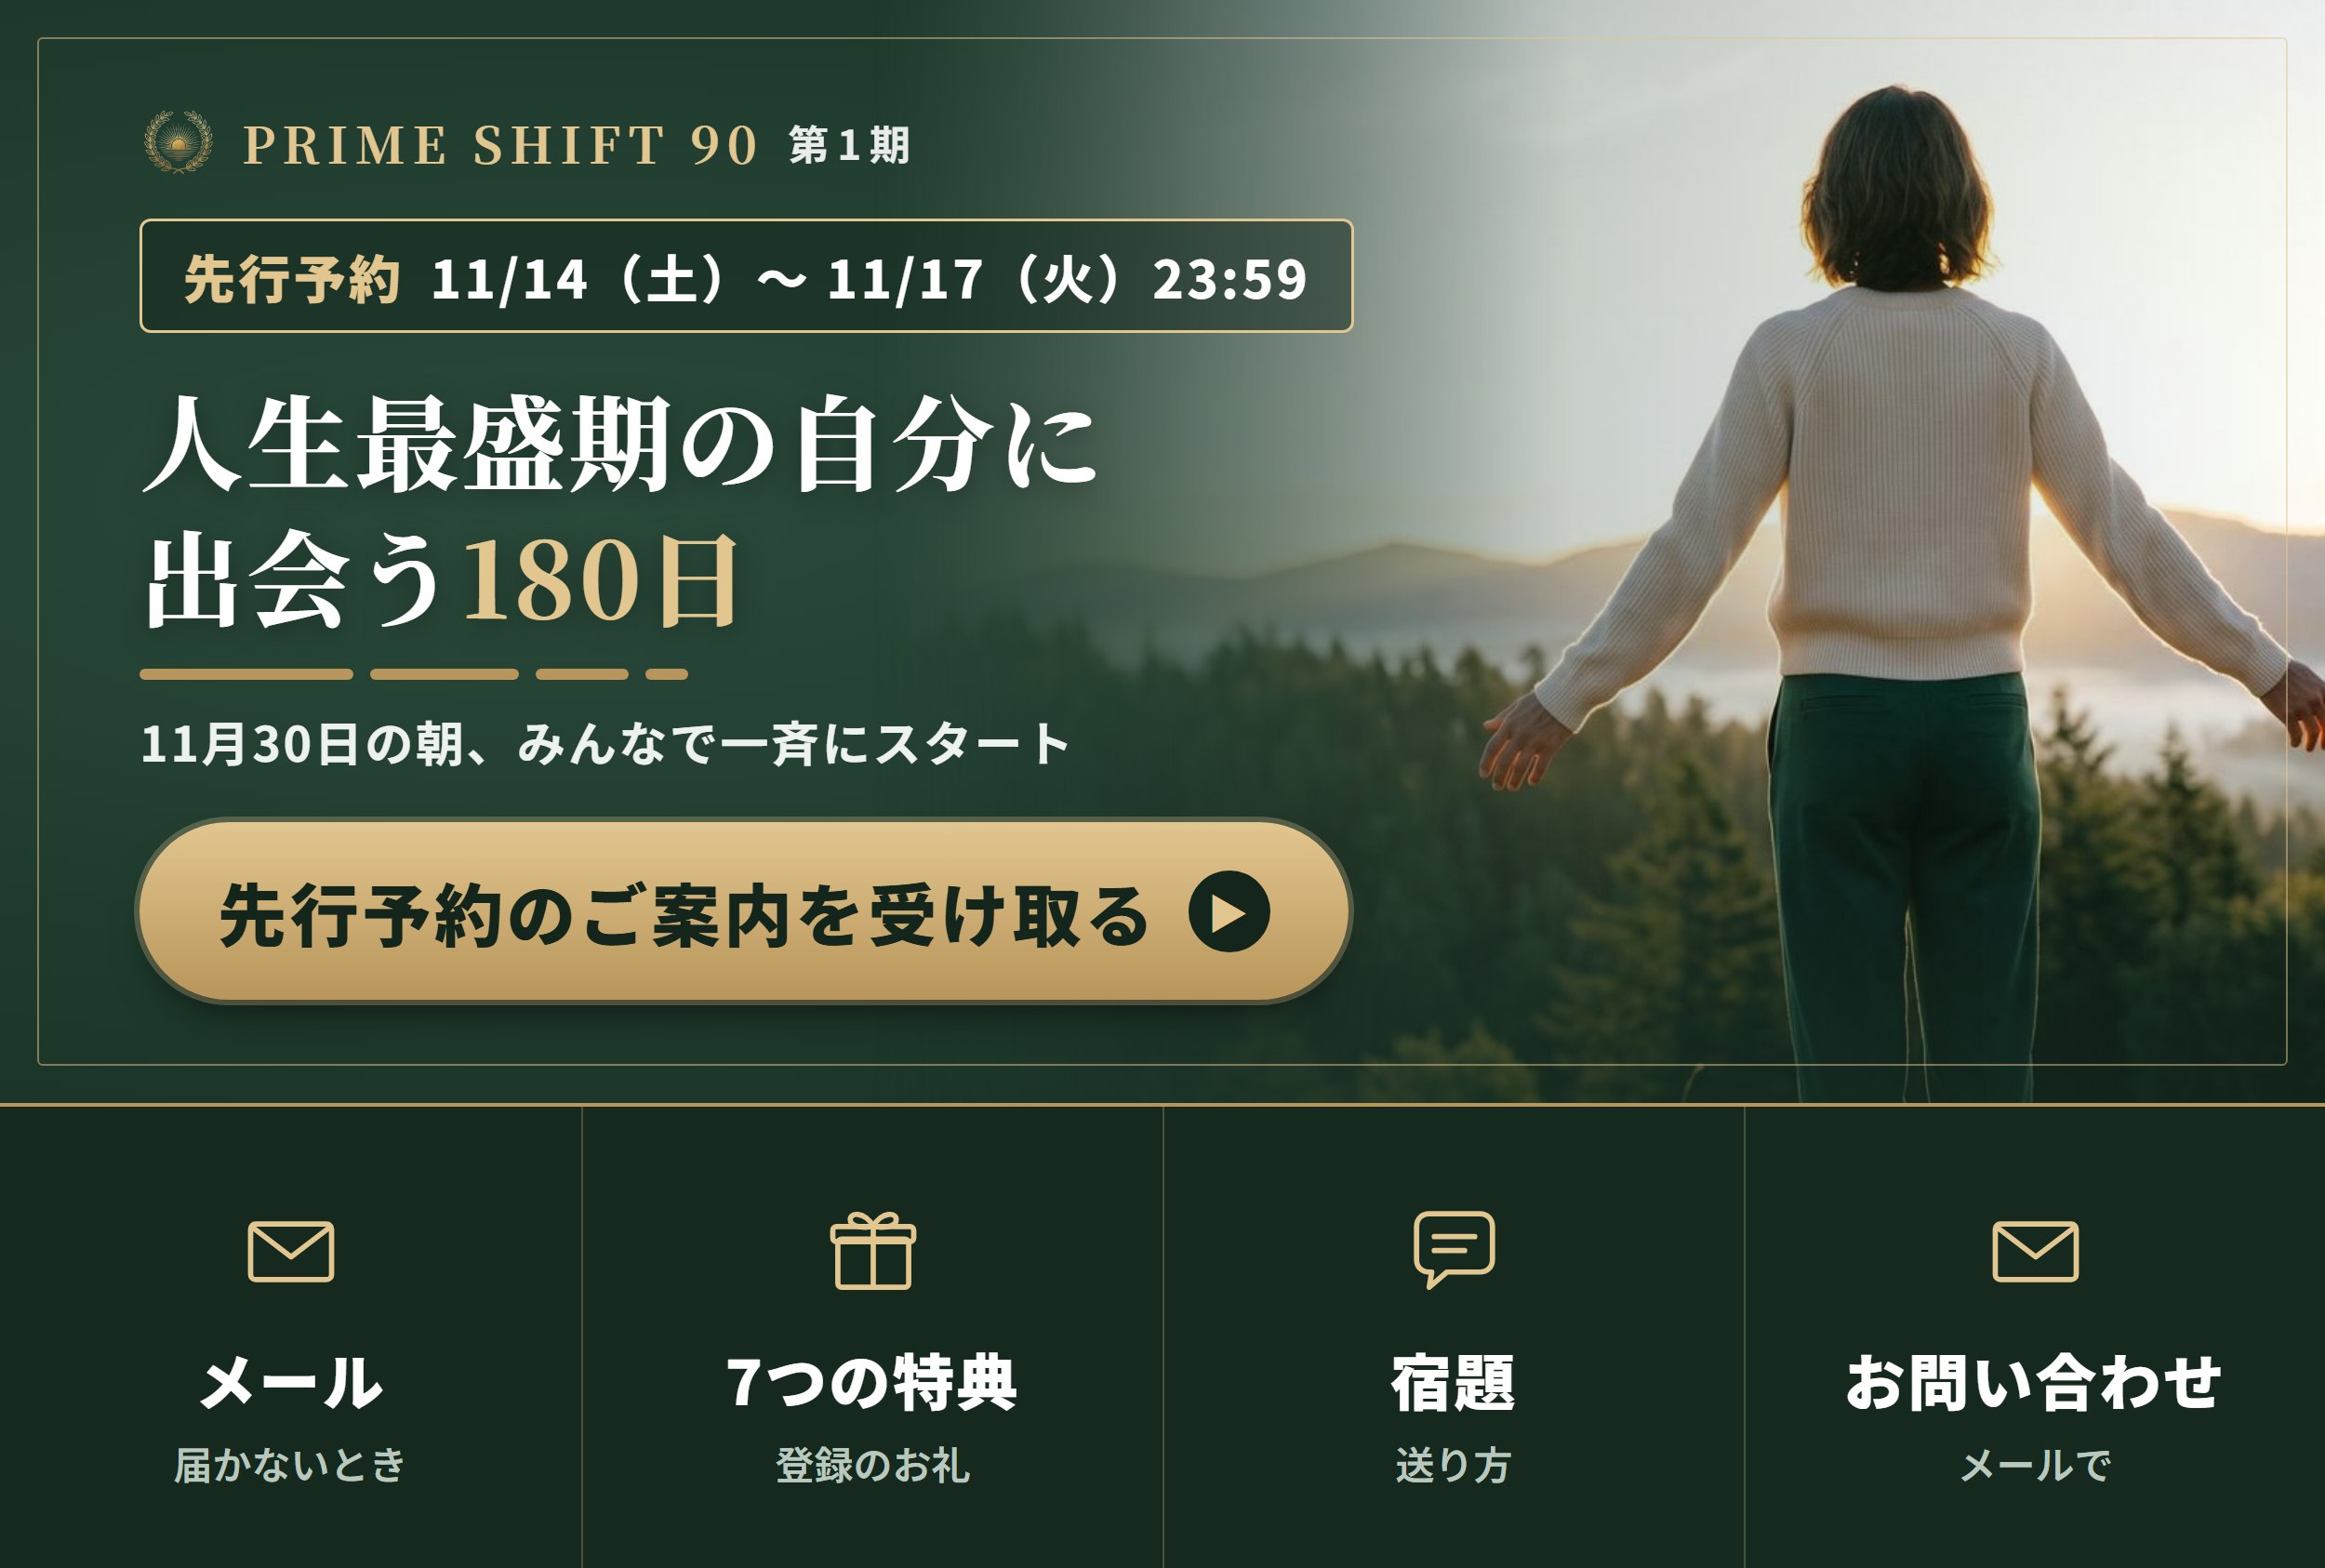 PRIME SHIFT 90 第1期
先行予約 11/14（土）〜 11/17（火）23:59
人生最盛期の自分に
出会う180日
11月30日の朝、みんなで一斉にスタート
先行予約のご案内を受け取る
メール
届かないとき
7つの特典
登録のお礼
宿題
送り方
お問い合わせ
メールで